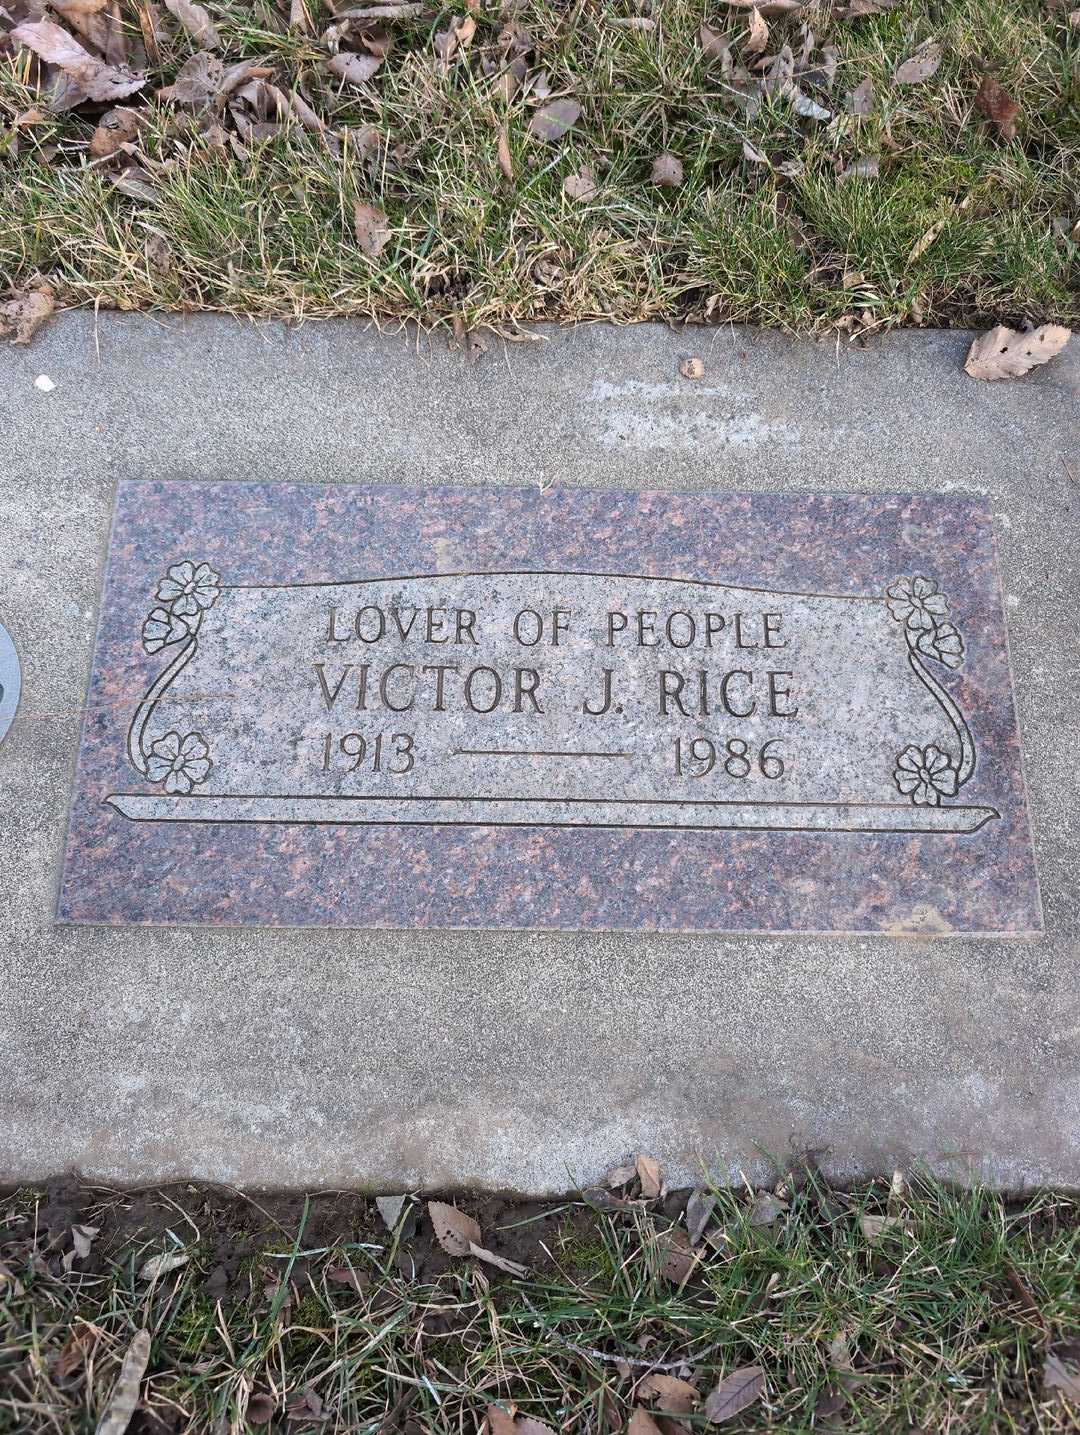 LOVER OF PEOPLE
VICTOR J. RICE
1913 — 1986